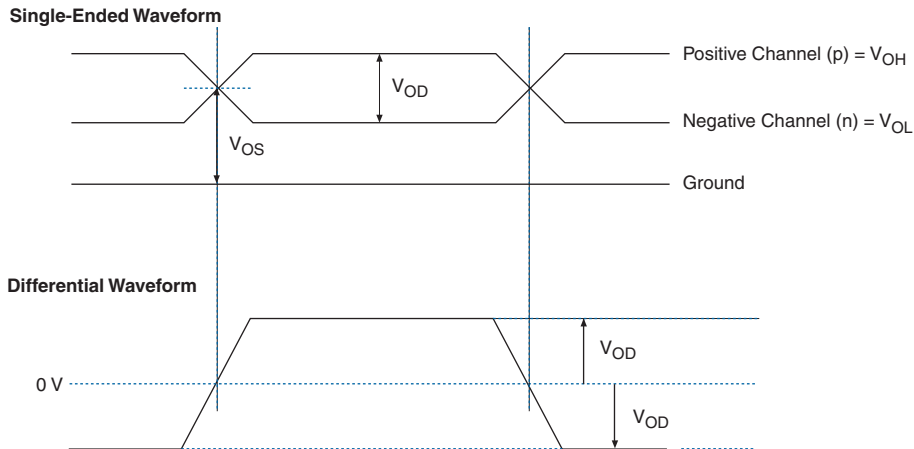 Single-Ended Waveform
Positive Channel (p) = VOH
VOD
Negative Channel (n) = VOL
VOS
Ground
Differential Waveform
VOD
0 V
VOD